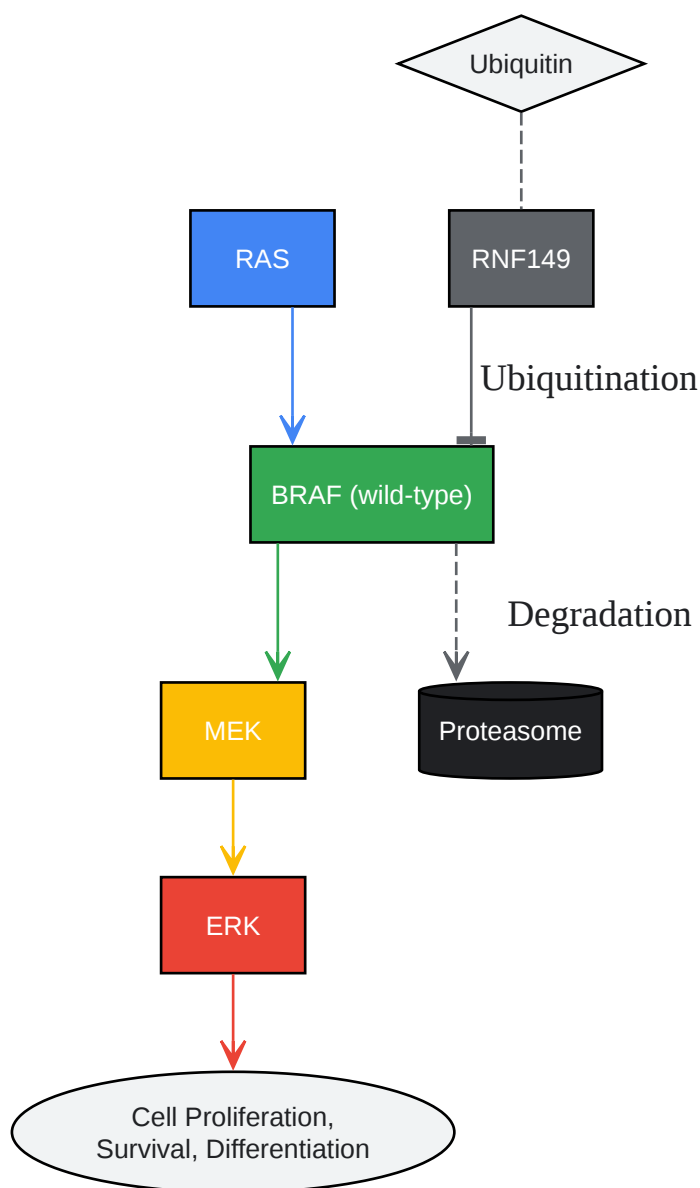 Ubiquitin
RAS
RNF149
Ubiquitination
BRAF (wild-type)
Degradation
MEK
Proteasome
ERK
Cell Proliferation,
Survival, Differentiation